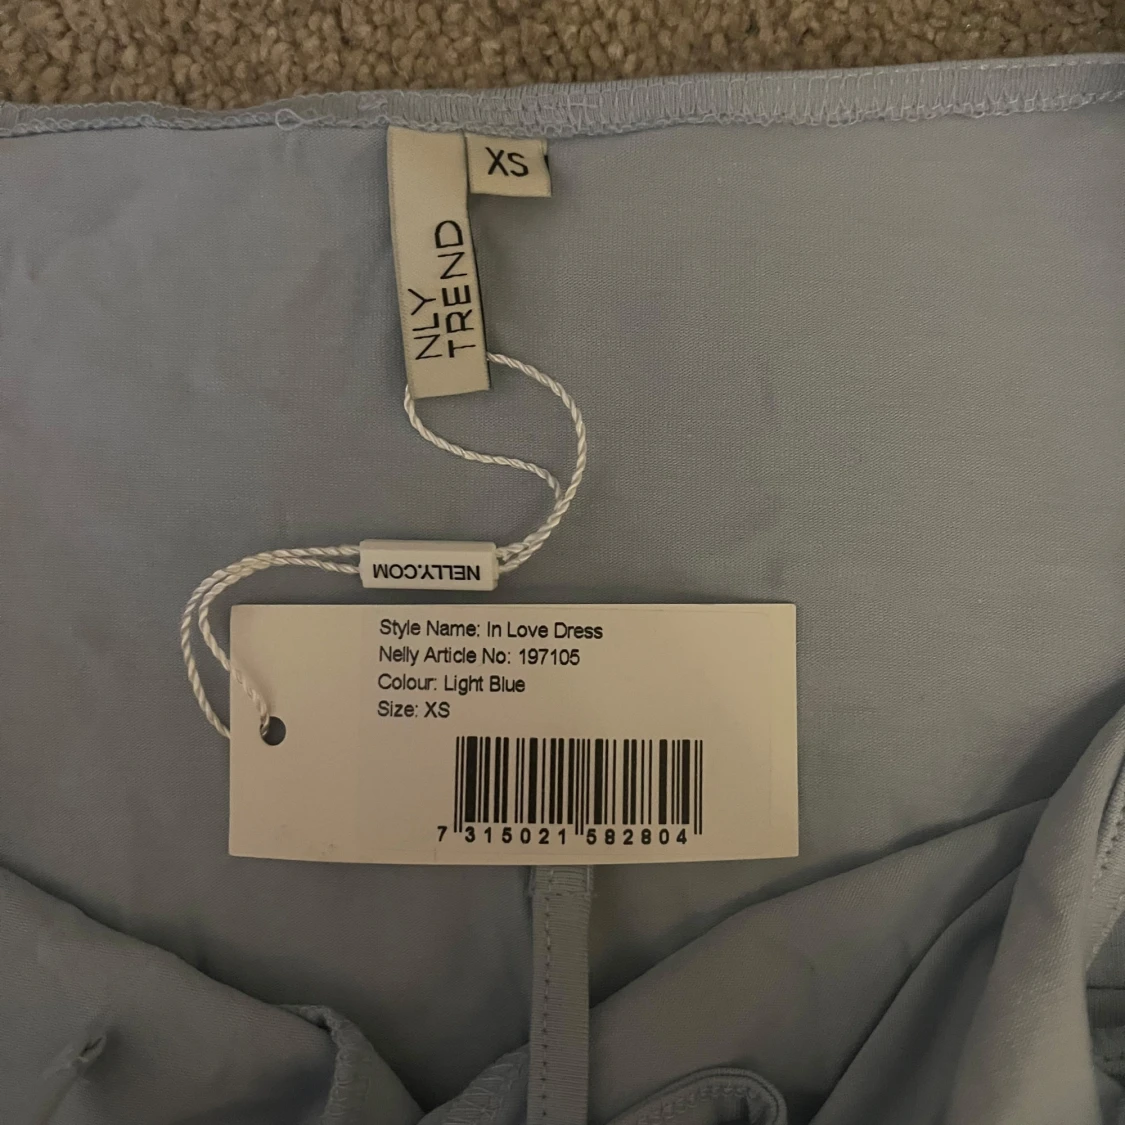 XS
NLY
TREND
NELLY.COM
Style Name: In Love Dress
Nelly Article No: 197105
Colour: Light Blue
Size: XS
7 315021 582804